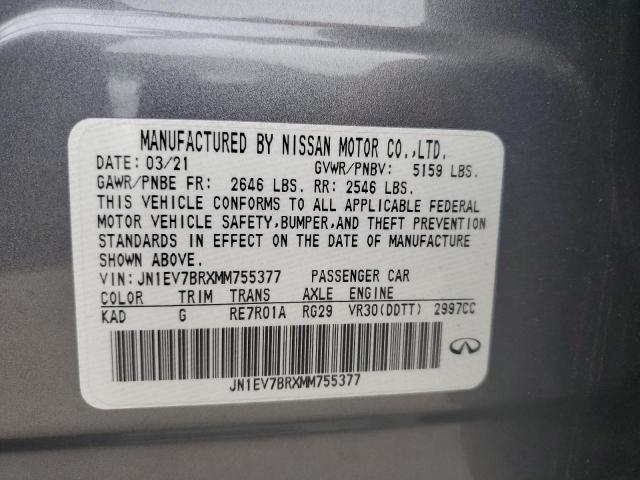 MANUFACTURED BY NISSAN MOTOR CO.,LTD.
DATE: 03/21 GVWR/PNBV: 5159 LBS.
GAWR/PNBE FR: 2646 LBS. RR: 2546 LBS.
THIS VEHICLE CONFORMS TO ALL APPLICABLE FEDERAL
MOTOR VEHICLE SAFETY,BUMPER,AND THEFT PREVENTION
STANDARDS IN EFFECT ON THE DATE OF MANUFACTURE
SHOWN ABOVE.
VIN:JN1EV7BRXMM755377 PASSENGER CAR
COLOR TRIM TRANS AXLE ENGINE
KAD G RE7R01A RG29 VR30(DDTT) 2997CC
JN1EV7BRXMM755377